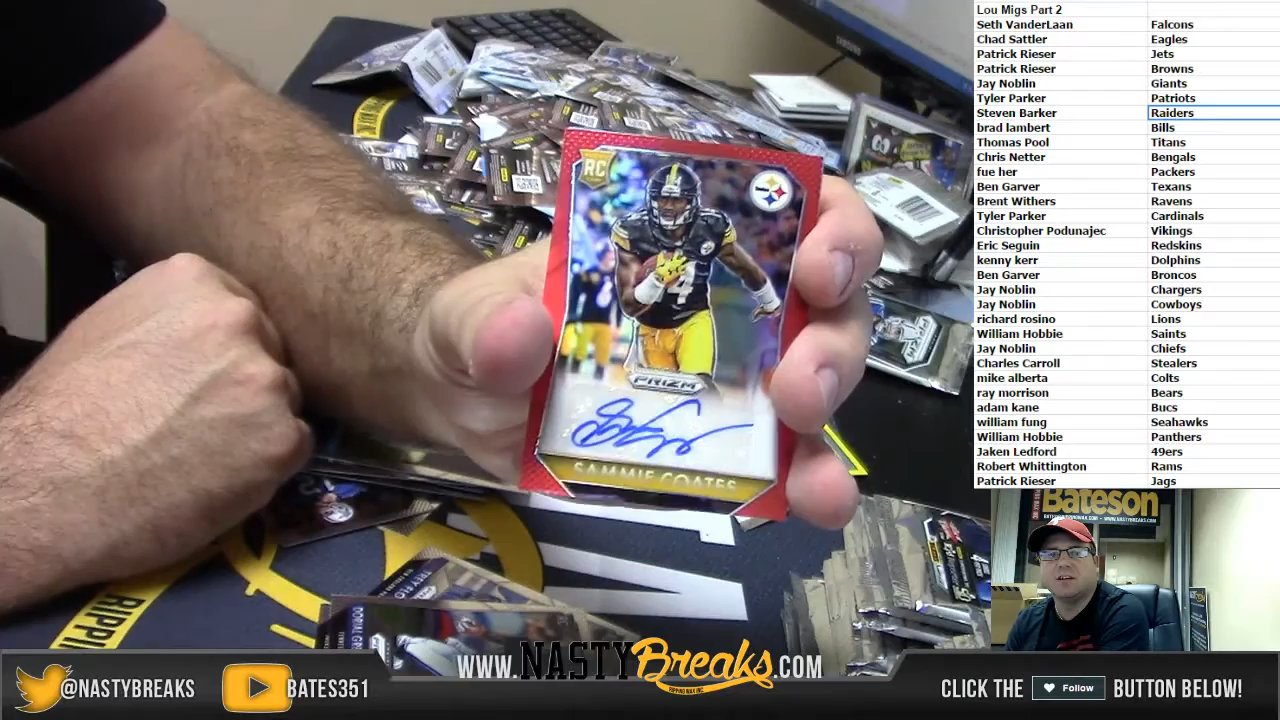 Lou Migs Part 2
Seth VanderLaan Falcons
Chad Sattler Eagles
Patrick Rieser Jets
Patrick Rieser Browns
Jay Noblin Giants
Tyler Parker Patriots
Steven Barker Raiders
brad lambert Bills
Thomas Pool Titans
Chris Netter Bengals
fue her Packers
Ben Garver Texans
Brent Withers Ravens
Tyler Parker Cardinals
Christopher Podunajec Vikings
Eric Seguin Redskins
kenny kerr Dolphins
Ben Garver Broncos
Jay Noblin Chargers
Jay Noblin Cowboys
richard rosino Lions
William Hobbie Saints
Jay Noblin Chiefs
Charles Carroll Stealers
mike alberta Colts
ray morrison Bears
adam kane Bucs
william fung Seahawks
William Hobbie Panthers
Jaken Ledford 49ers
Robert Whittington Rams
Patrick Rieser Jags
RC
PRIZM
SAMMIE COATES
Bateson
RIPPI
WWW.NASTYBreaks.COM
RIPPING WAX INC
@NASTYBREAKS
BATES351
CLICK THE Follow BUTTON BELOW!